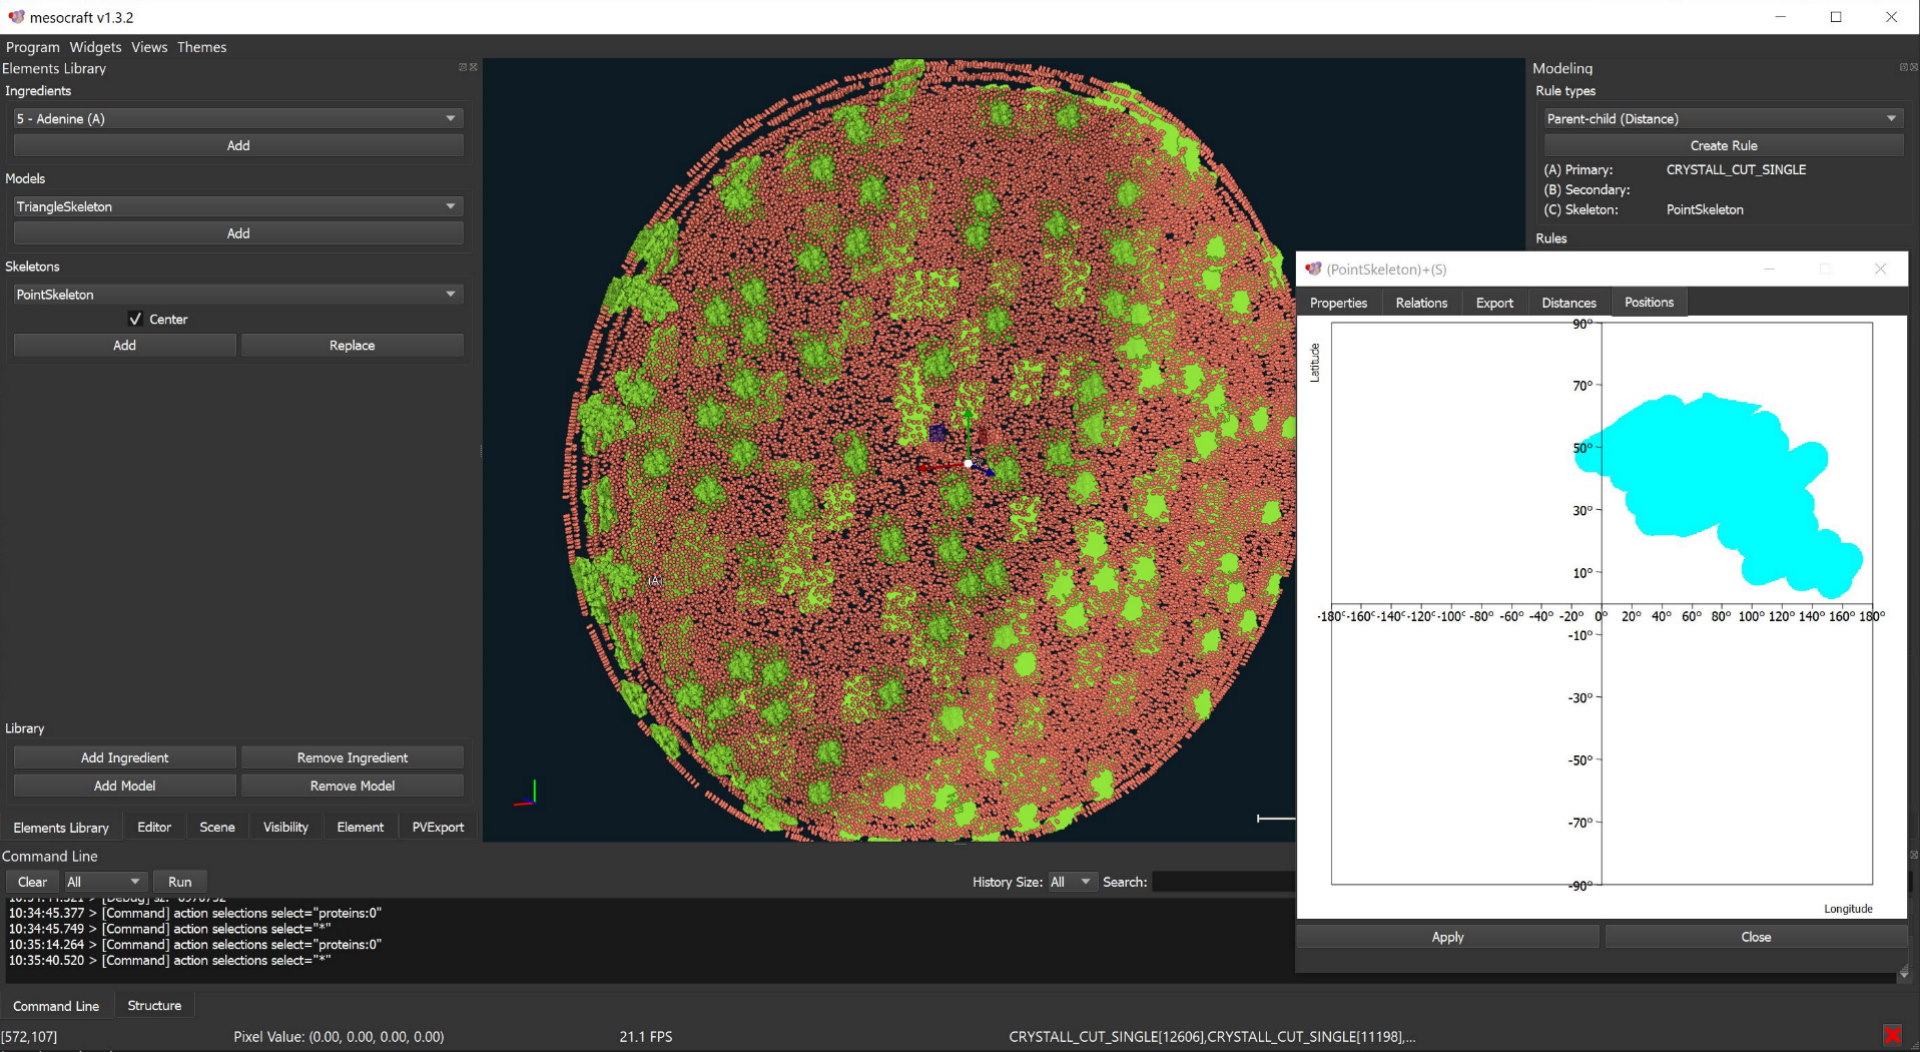 mesocraft v1.3.2
Program Widgets Views Themes
Elements Library
Ingredients
5 - Adenine (A)
Add
Models
TriangleSkeleton
Add
Skeletons
PointSkeleton
Center
Add Replace
Library
Add Ingredient Remove Ingredient
Add Model Remove Model
Elements Library Editor Scene Visibility Element PVExport
(A)
Modeling
Rule types
Parent-child (Distance)
Create Rule
(A) Primary: CRYSTALL_CUT_SINGLE
(B) Secondary:
(C) Skeleton: PointSkeleton
Rules
(PointSkeleton)+(S)
Properties Relations Export Distances Positions
Latitude
90°
70°
50°
30°
10°
-180° -160° -140° -120° -100° -80° -60° -40° -20° 0° 20° 40° 60° 80° 100° 120° 140° 160° 180°
-10°
-30°
-50°
-70°
-90°
Longitude
Apply Close
Command Line
Clear All Run History Size: All Search:
10:34:45.377 > [Command] action selections select="proteins:0"
10:34:45.749 > [Command] action selections select="*"
10:35:14.264 > [Command] action selections select="proteins:0"
10:35:40.520 > [Command] action selections select="*"
Command Line Structure
[572,107] Pixel Value: (0.00, 0.00, 0.00, 0.00) 21.1 FPS CRYSTALL_CUT_SINGLE[12606],CRYSTALL_CUT_SINGLE[11198],...